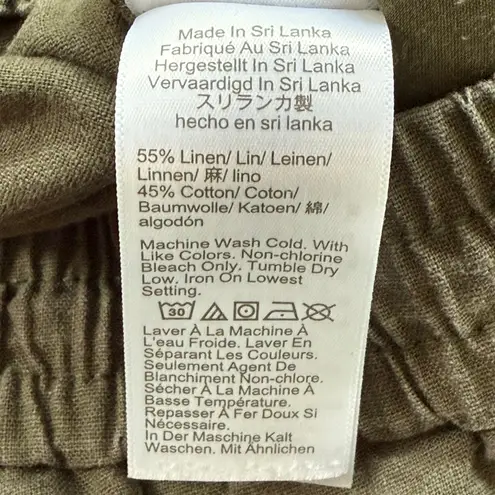 Made In Sri Lanka
Fabriqué Au Sri Lanka
Hergestellt In Sri Lanka
Vervaardigd In Sri Lanka
スリランカ製
hecho en sri lanka
55% Linen/ Lin/ Leinen/
Linnen/ 麻/ lino
45% Cotton/ Coton/
Baumwolle/ Katoen/ 綿/
algodón
Machine Wash Cold. With
Like Colors. Non-chlorine
Bleach Only. Tumble Dry
Low. Iron On Lowest
Setting.
30
Laver À La Machine À
L'eau Froide. Laver En
Séparant Les Couleurs.
Seulement Agent De
Blanchiment Non-chlore.
Sécher À La Machine À
Basse Température.
Repasser À Fer Doux Si
Nécessaire.
In Der Maschine Kalt
Waschen. Mit Ähnlichen